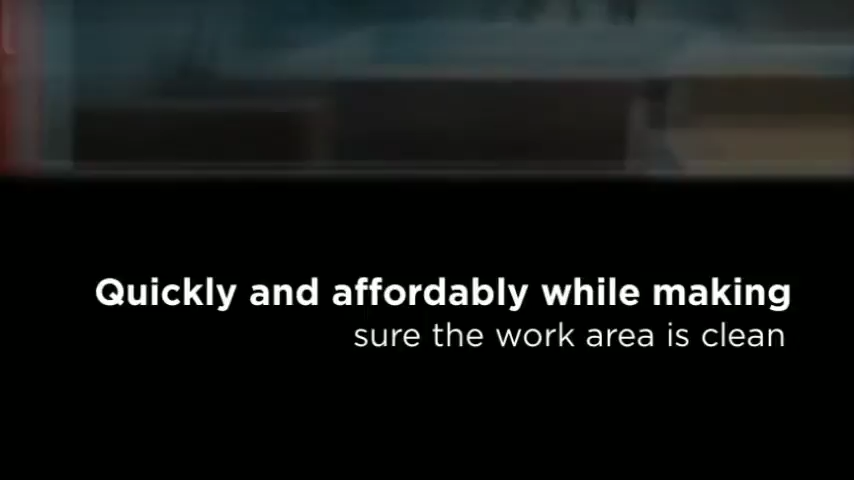 Quickly and affordably while making
sure the work area is clean